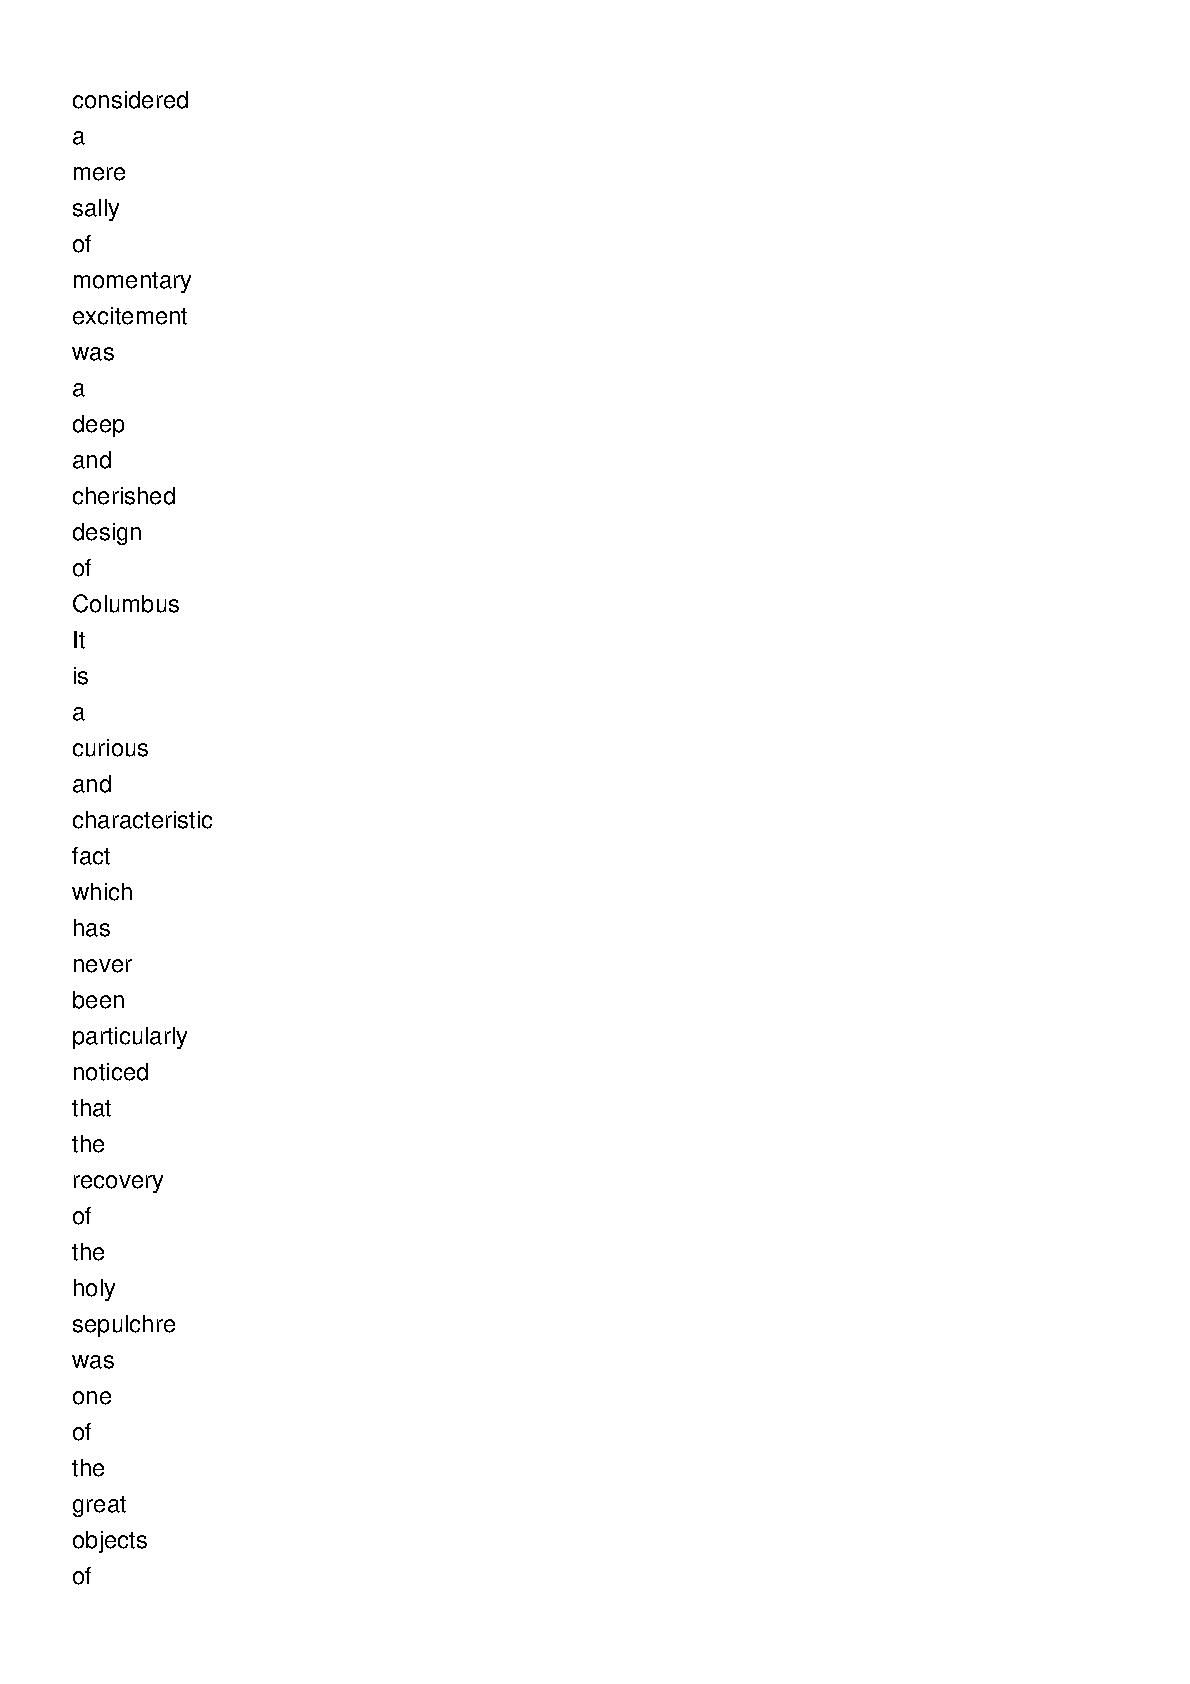 considered
a
mere
sally
of
momentary
excitement
was
a
deep
and
cherished
design
of
Columbus
It
is
a
curious
and
characteristic
fact
which
has
never
been
particularly
noticed
that
the
recovery
of
the
holy
sepulchre
was
one
of
the
great
objects
of